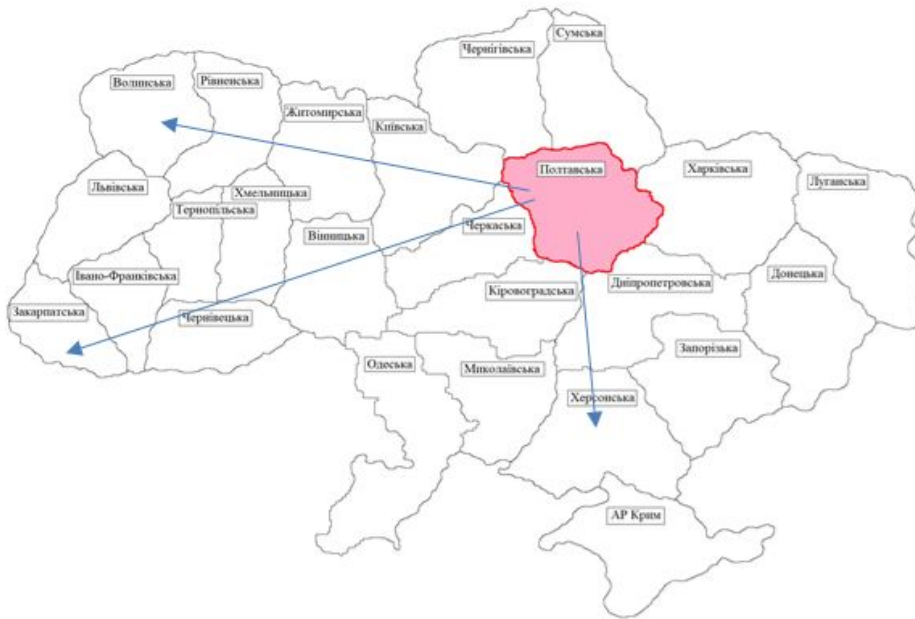 Сумська
Чернігівська
Волинська
Рівненська
Житомирська
Київська
Полтавська
Харківська
Луганська
Львівська
Хмельницька
Тернопільська
Черкаська
Вінницька
Івано-Франківська
Донецька
Дніпропетровська
Кіровоградська
Закарпатська
Чернівецька
Запорізька
Одеська
Миколаївська
Херсонська
АР Крим